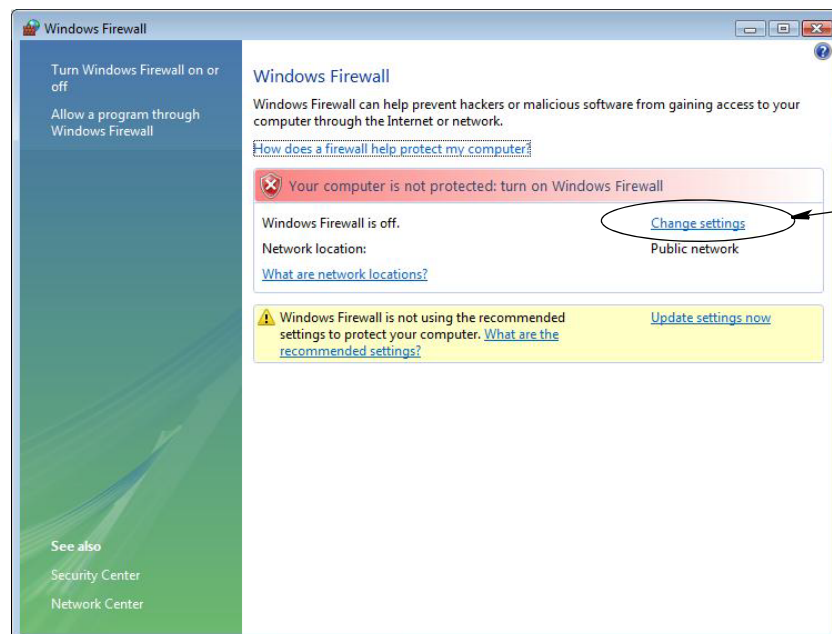 Windows Firewall
Turn Windows Firewall on or
off
Allow a program through
Windows Firewall
See also
Security Center
Network Center
Windows Firewall
Windows Firewall can help prevent hackers or malicious software from gaining access to your
computer through the Internet or network.
How does a firewall help protect my computer?
Your computer is not protected: turn on Windows Firewall
Windows Firewall is off. Change settings
Network location: Public network
What are network locations?
Windows Firewall is not using the recommended Update settings now
settings to protect your computer. What are the
recommended settings?